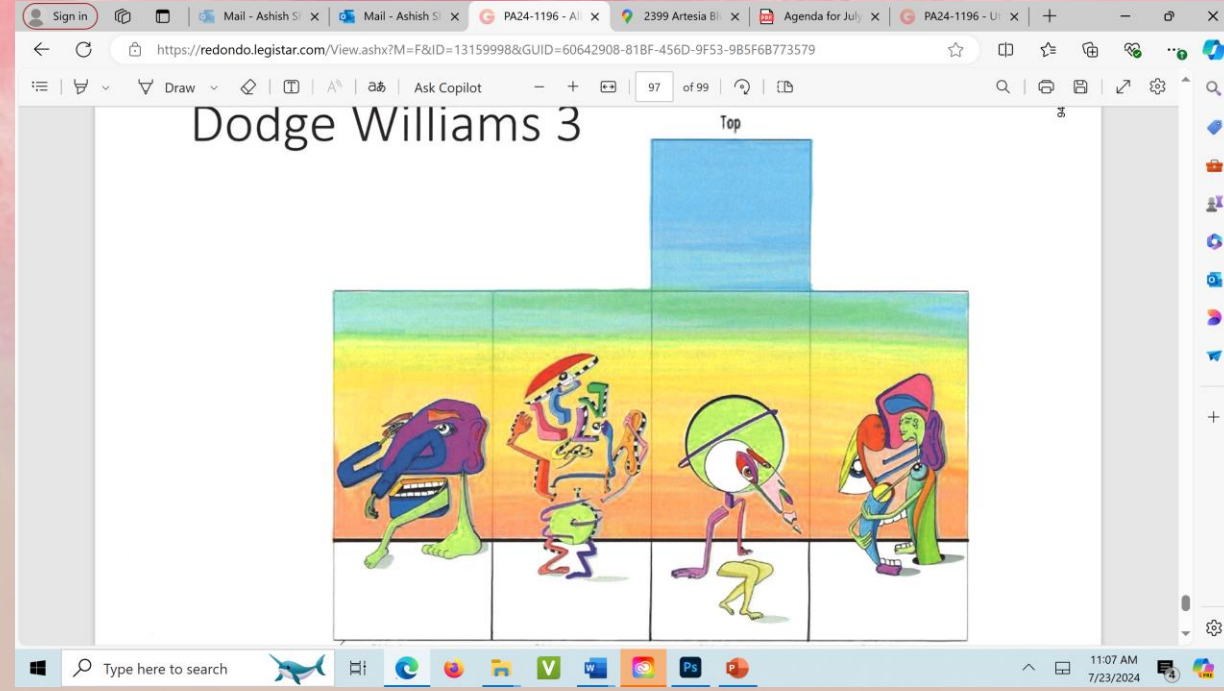 Sign in
Mail - Ashish S
Mail - Ashish S
PA24-1196 - Al
2399 Artesia Bl
Agenda for July
PA24-1196 - U
https://redondo.legistar.com/View.ashx?M=F&ID=13159998&GUID=60642908-81BF-456D-9F53-9B5F6B773579
Draw
Ask Copilot
97
of 99
Dodge Williams 3
Top
Type here to search
11:07 AM
7/23/2024